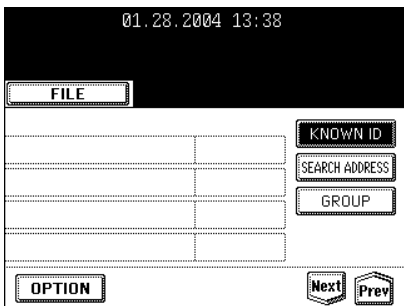 01.28.2004 13:38
FILE
KNOWN ID
SEARCH ADDRESS
GROUP
OPTION
Next Prev